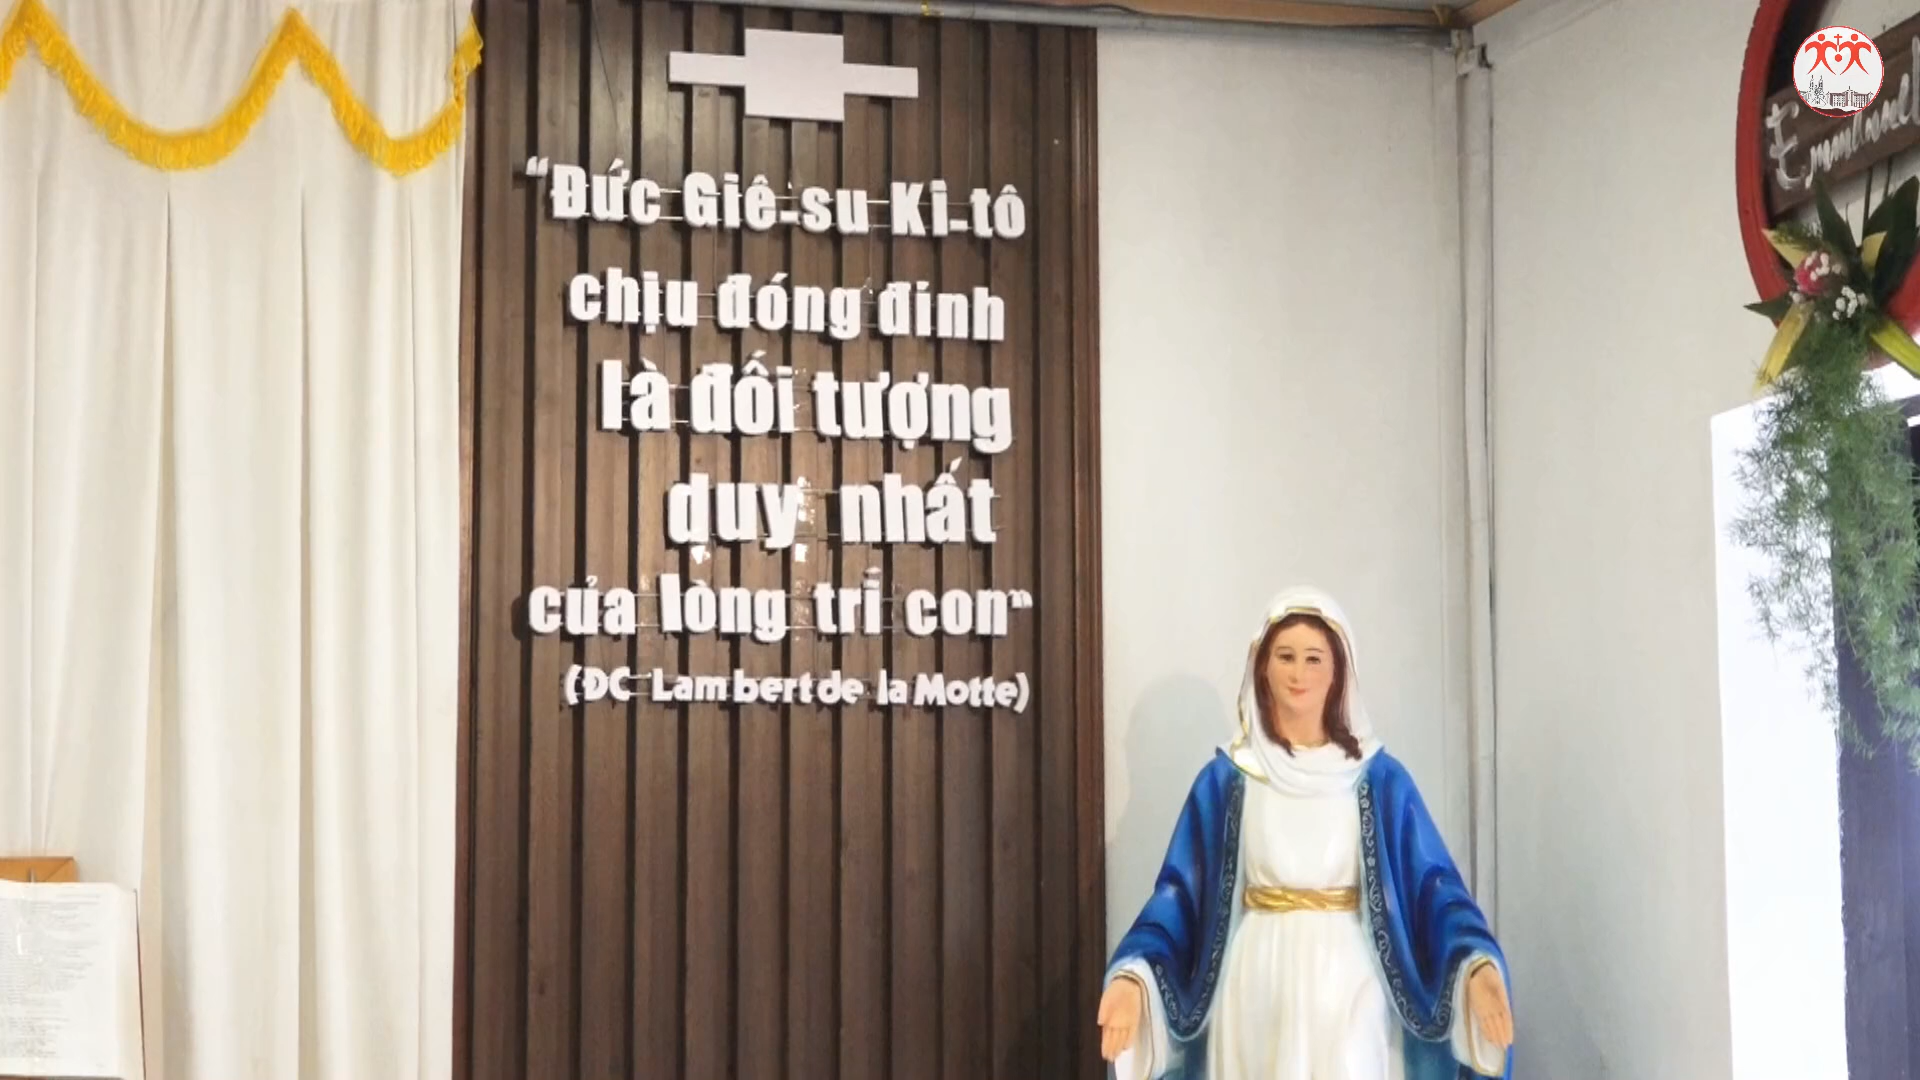 “Đức Giê-su Ki-tô
chịu đóng đinh
là đối tượng
duy nhất
của lòng trí con”
(ĐC Lambert de la Motte)
Emmanuel